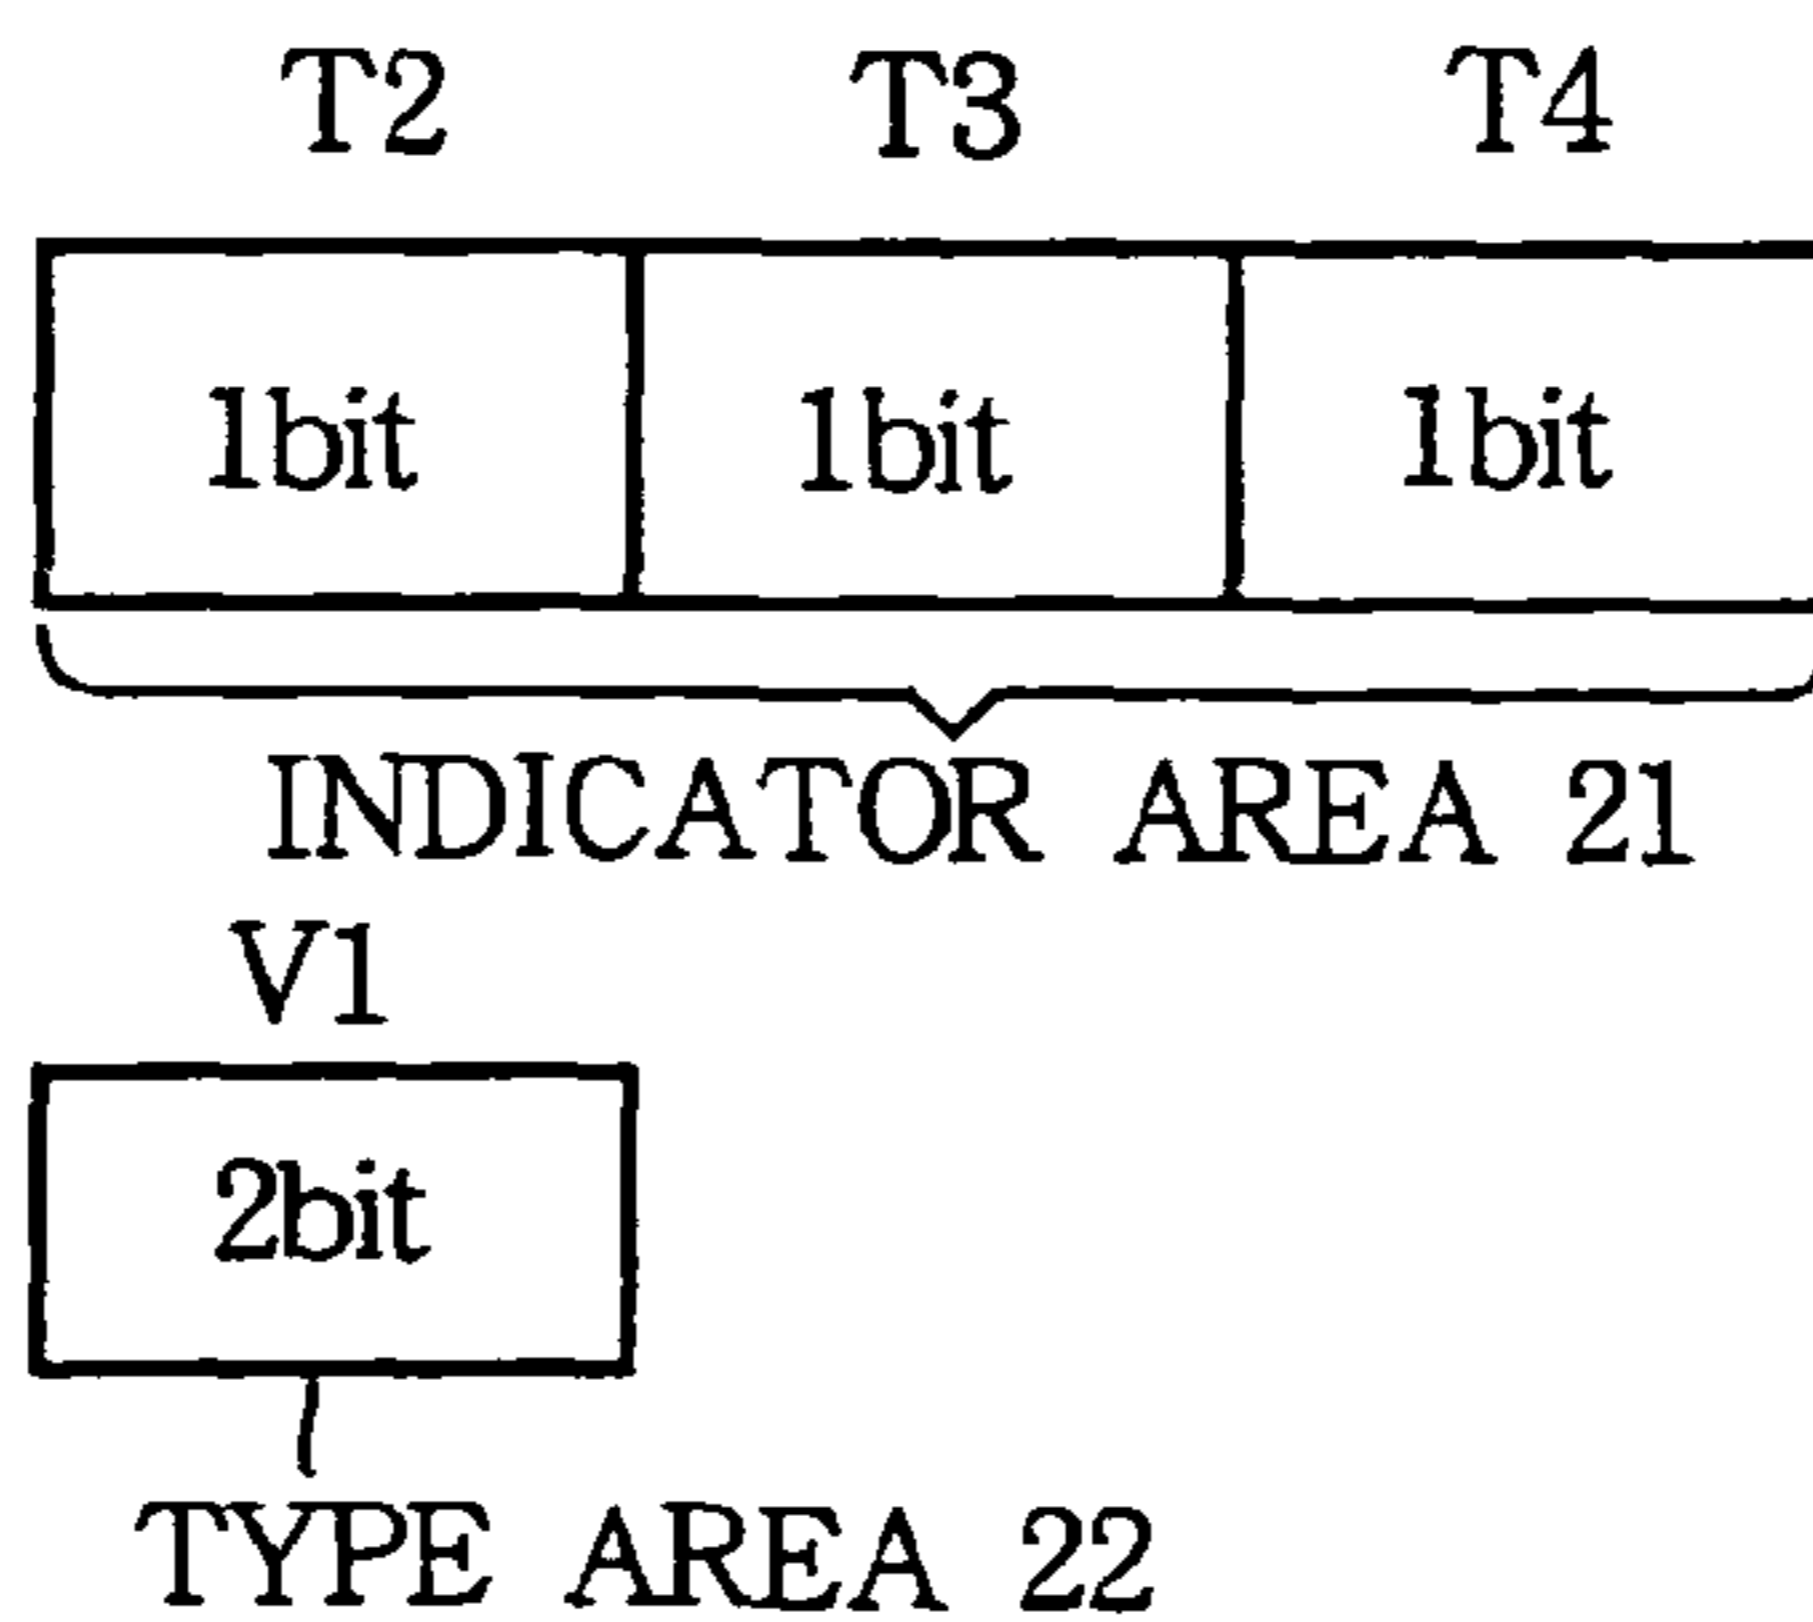 T2 T3 T4
1bit 1bit 1bit
INDICATOR AREA 21
V1
2bit
TYPE AREA 22